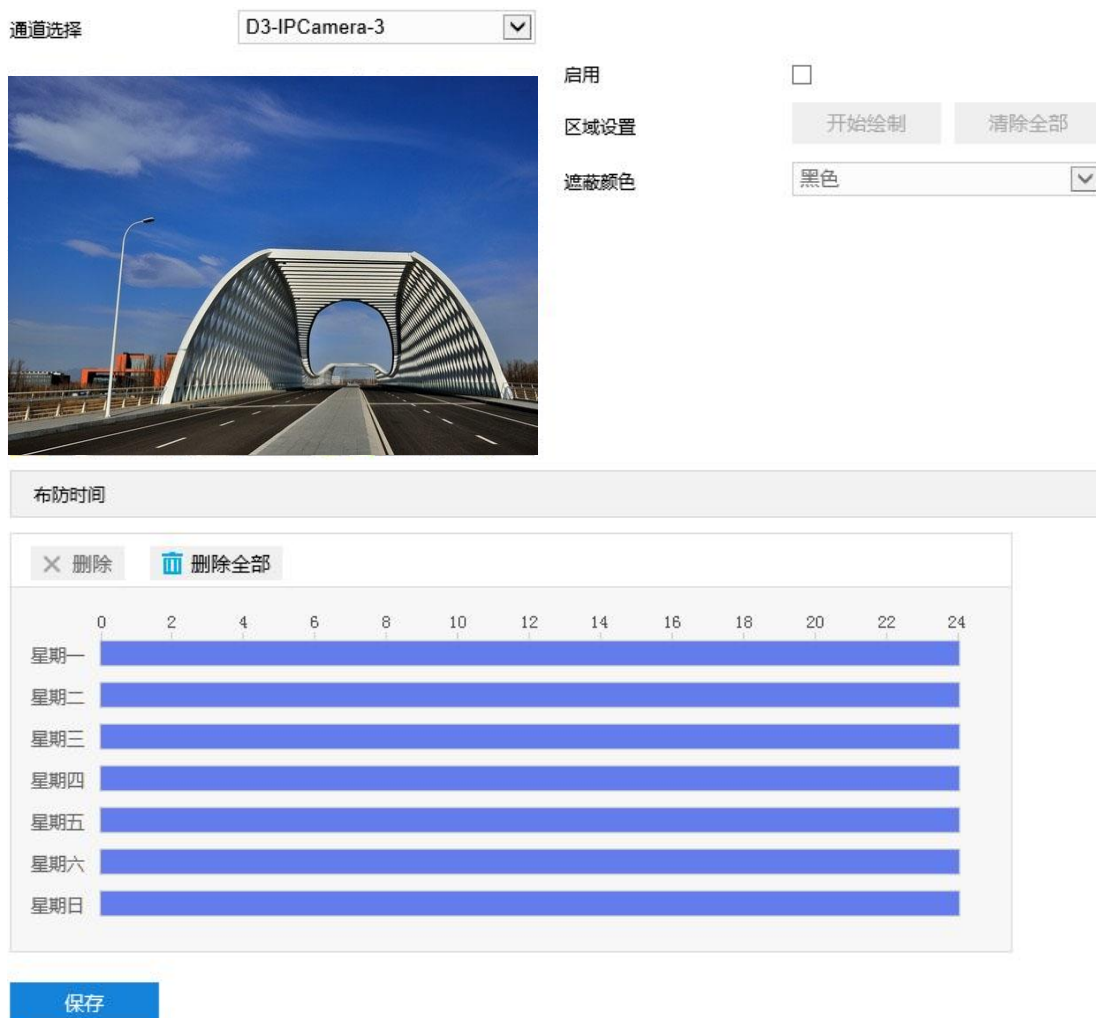 通道选择 D3-IPCamera-3
启用
区域设置 开始绘制 清除全部
遮蔽颜色 黑色
布防时间
删除 删除全部
0 2 4 6 8 10 12 14 16 18 20 22 24
星期一
星期二
星期三
星期四
星期五
星期六
星期日
保存